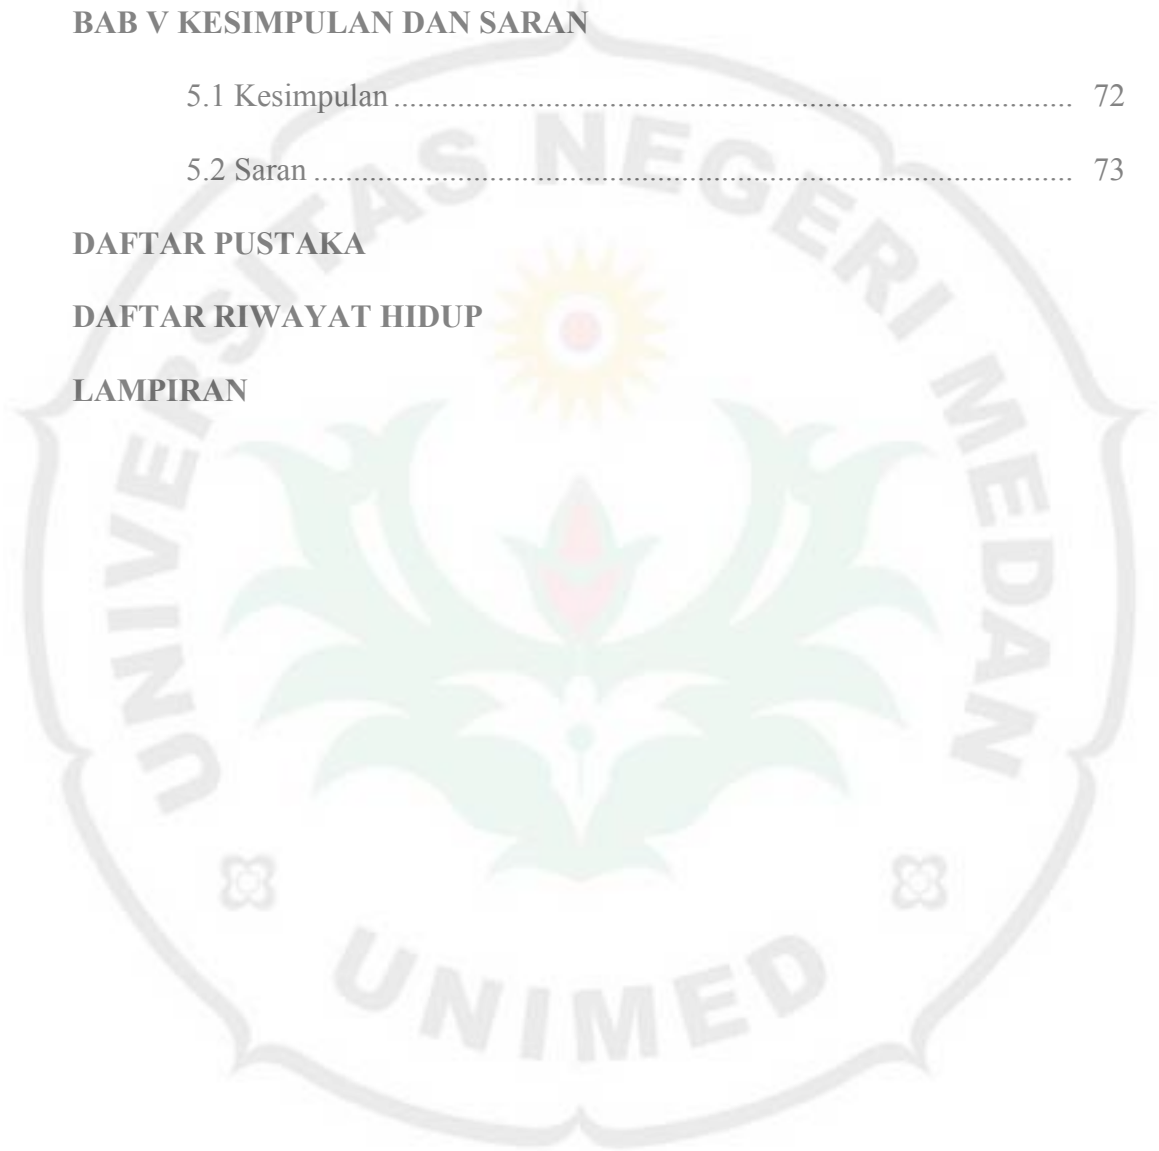 BAB V KESIMPULAN DAN SARAN
5.1 Kesimpulan ........................................................................ 72
5.2 Saran ................................................................................ 73
DAFTAR PUSTAKA
DAFTAR RIWAYAT HIDUP
LAMPIRAN
UNIVERSITAS NEGERI MEDAN
UNIMED